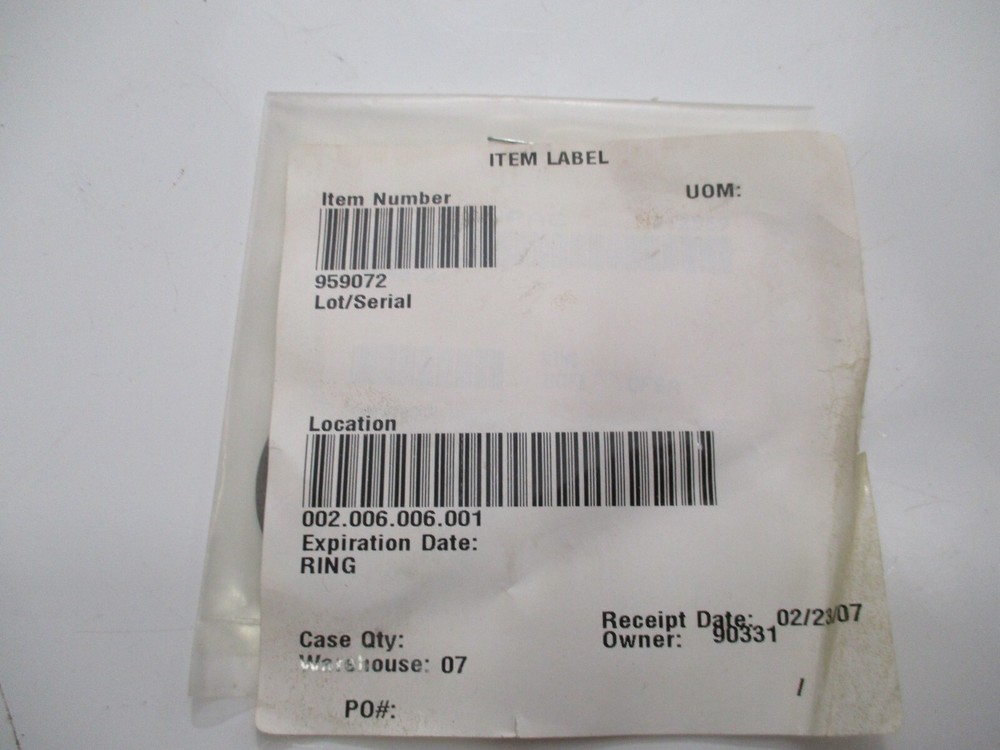 ITEM LABEL
Item Number
UOM:
959072
Lot/Serial
Location
002.006.006.001
Expiration Date:
RING
Receipt Date: 02/23/07
Case Qty:
Owner: 90331
Warehouse: 07
/
PO#: